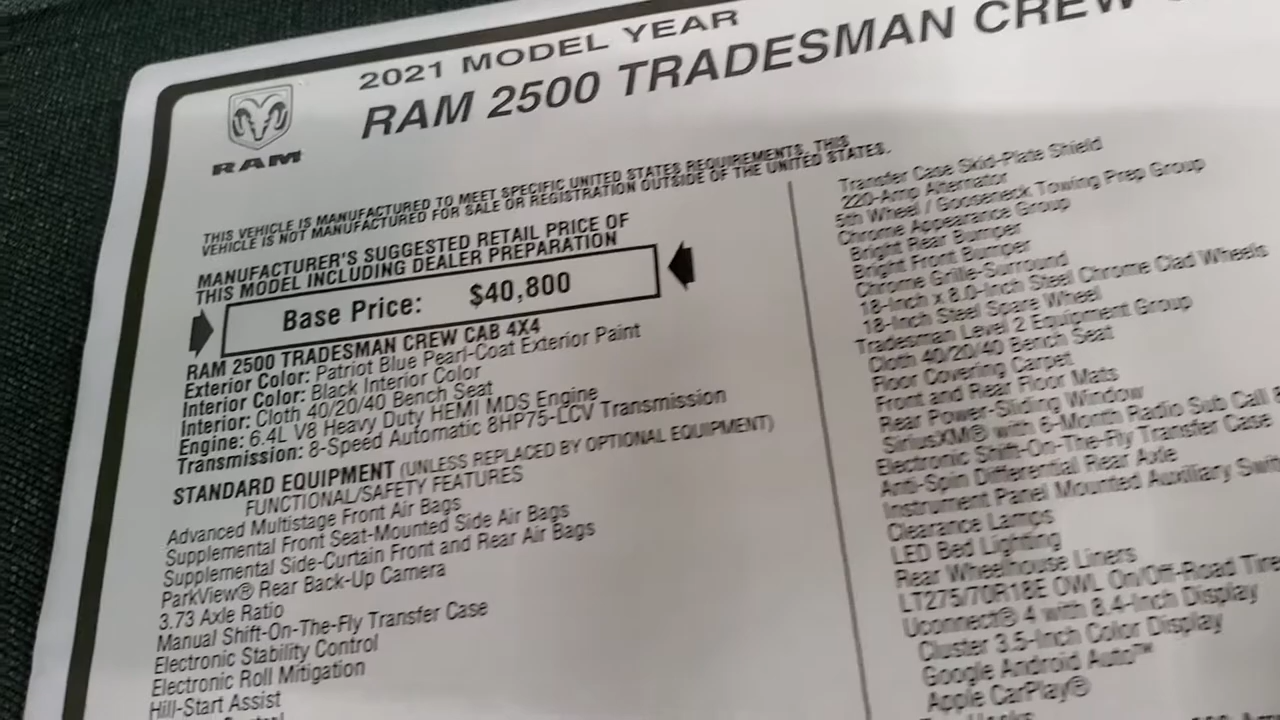 2021 MODEL YEAR
RAM 2500 TRADESMAN CREW
RAM
THIS VEHICLE IS MANUFACTURED TO MEET SPECIFIC UNITED STATES REQUIREMENTS. THIS
VEHICLE IS NOT MANUFACTURED FOR SALE OR REGISTRATION OUTSIDE OF THE UNITED STATES.
MANUFACTURER'S SUGGESTED RETAIL PRICE OF
THIS MODEL INCLUDING DEALER PREPARATION
Base Price: $40,800
RAM 2500 TRADESMAN CREW CAB 4X4
Exterior Color: Patriot Blue Pearl-Coat Exterior Paint
Interior Color: Black Interior Color
Interior: Cloth 40/20/40 Bench Seat
Engine: 6.4L V8 Heavy Duty HEMI MDS Engine
Transmission: 8-Speed Automatic 8HP75-LCV Transmission
STANDARD EQUIPMENT (UNLESS REPLACED BY OPTIONAL EQUIPMENT)
FUNCTIONAL/SAFETY FEATURES
Advanced Multistage Front Air Bags
Supplemental Front Seat-Mounted Side Air Bags
Supplemental Side-Curtain Front and Rear Air Bags
ParkView® Rear Back-Up Camera
3.73 Axle Ratio
Manual Shift-On-The-Fly Transfer Case
Electronic Stability Control
Electronic Roll Mitigation
Hill-Start Assist
Transfer Case Skid-Plate Shield
220-Amp Alternator
5th Wheel / Gooseneck Towing Prep Group
Chrome Appearance Group
Bright Rear Bumper
Bright Front Bumper
Chrome Grille-Surround
18-Inch x 8.0-Inch Steel Chrome Clad Wheels
18-Inch Steel Spare Wheel
Tradesman Level 2 Equipment Group
Cloth 40/20/40 Bench Seat
Floor Covering Carpet
Front and Rear Floor Mats
Rear Power-Sliding Window
SiriusXM® with 6-Month Radio Sub Call
Electronic Shift-On-The-Fly Transfer Case
Anti-Spin Differential Rear Axle
Instrument Panel Mounted Auxiliary
Clearance Lamps
LED Bed Lighting
Rear Wheelhouse Liners
LT275/70R18E OWL On/Off-Road
Uconnect® 4 with 8.4-Inch Display
Cluster 3.5-Inch Color Display
Google Android Auto™
Apple CarPlay®